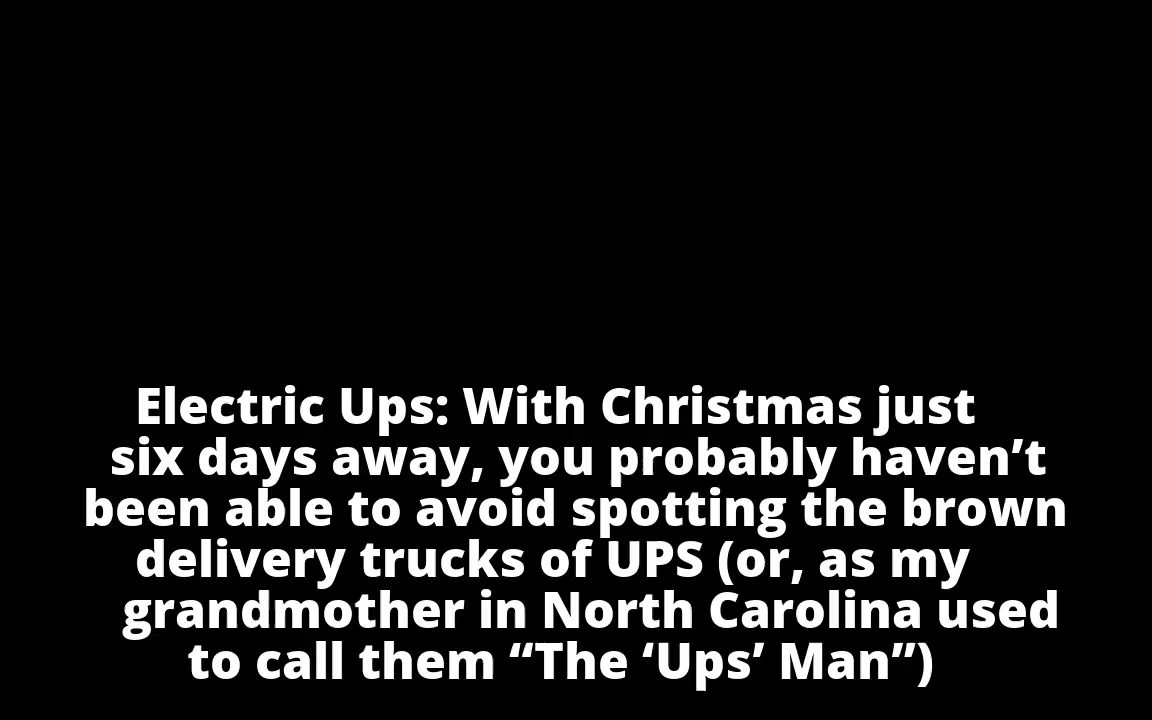 Electric Ups: With Christmas just
six days away, you probably haven’t
been able to avoid spotting the brown
delivery trucks of UPS (or, as my
grandmother in North Carolina used
to call them “The ‘Ups’ Man”)